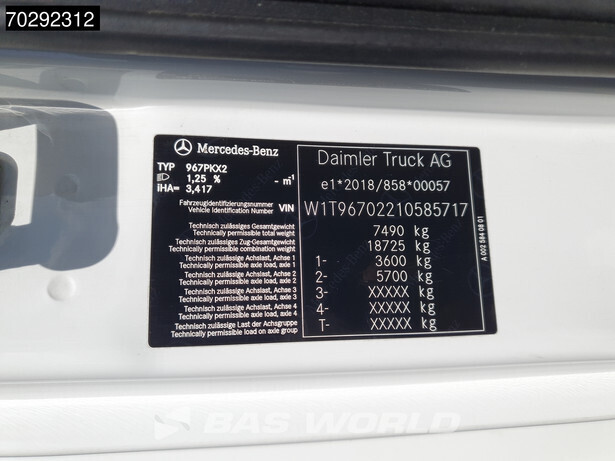 70292312
Mercedes-Benz
Daimler Truck AG
TYP 967PKX2
1,25 % - m⁻¹
iHA= 3,417
e1*2018/858*00057
Fahrzeugidentifizierungsnummer
Vehicle Identification Number VIN W1T96702210585717
Technisch zulässiges Gesamtgewicht
Technically permissible total weight 7490 kg
Technisch zulässiges Zug-Gesamtgewicht
Technically permissible combination weight 18725 kg
Technisch zulässige Achslast, Achse 1
Technically permissible axle load, axle 1 1- 3600 kg
Technisch zulässige Achslast, Achse 2
Technically permissible axle load, axle 2 2- 5700 kg
Technisch zulässige Achslast, Achse 3
Technically permissible axle load, axle 3 3- XXXXX kg
Technisch zulässige Achslast, Achse 4
Technically permissible axle load, axle 4 4- XXXXX kg
Technisch zulässige Last der Achsgruppe
Technically permissible load on axle group T- XXXXX kg
A 002 584 08 01
BAS WORLD